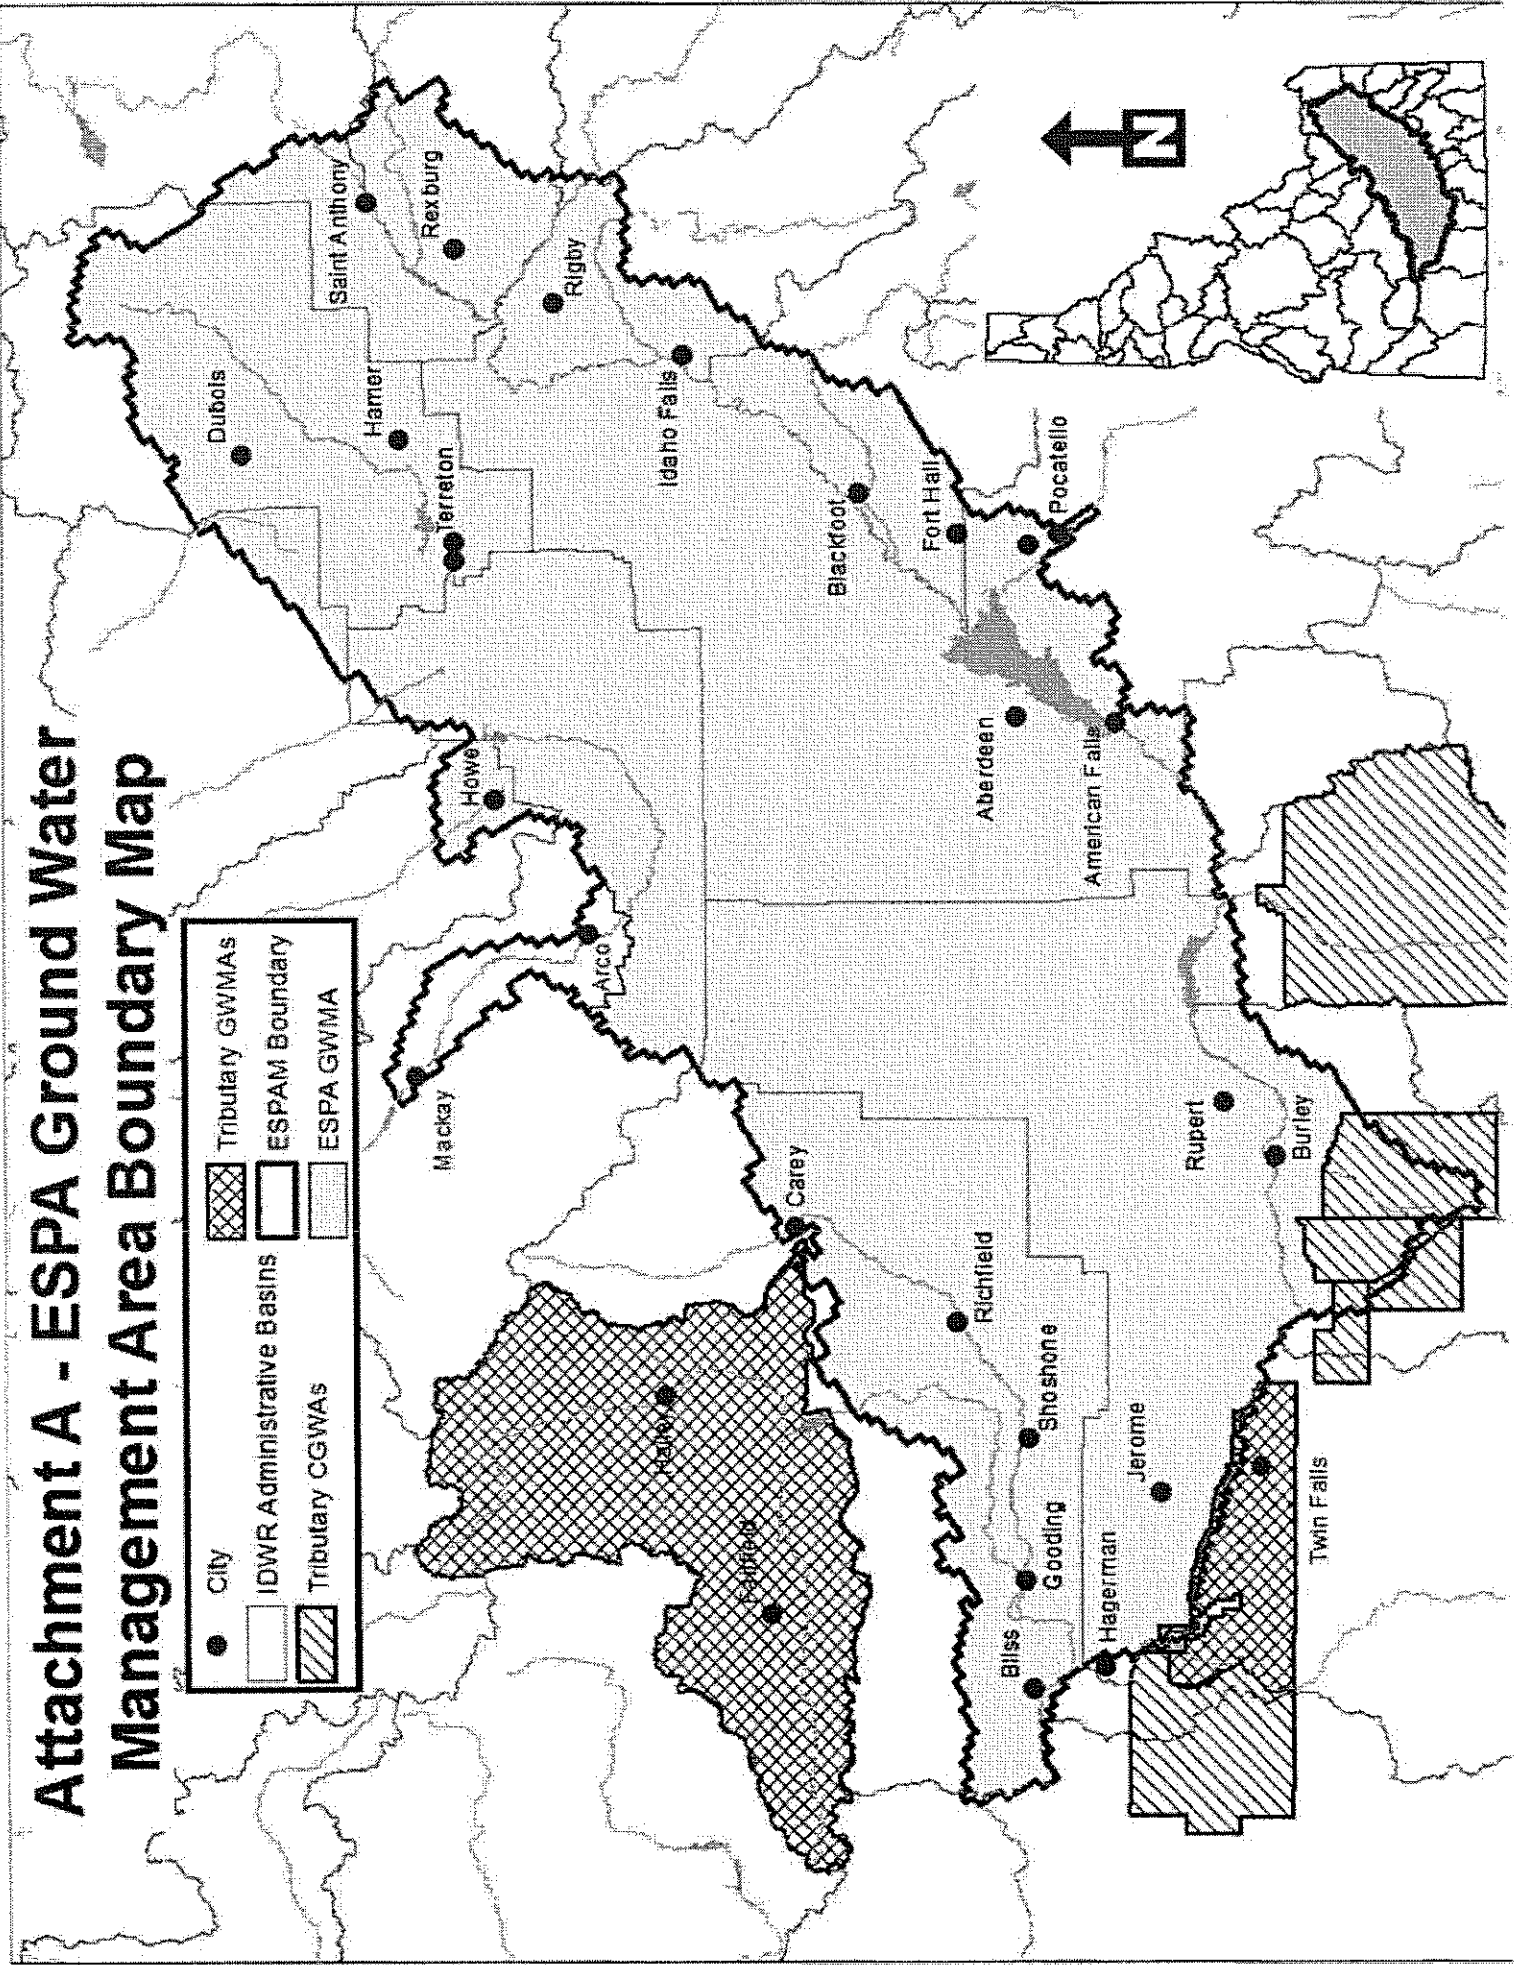 Attachment A - ESPA Ground Water
Management Area Boundary Map
City
IDWR Administrative Basins
Tributary CGWAs
Tributary GWMAs
ESPAM Boundary
ESPA GWMA
Dubois
Saint Anthony
Hamer
Rexburg
Terreton
Rigby
Howe
Mackay
Arco
Idaho Falls
Hailey
Carey
Blackfoot
Fairfield
Fort Hall
Richfield
Aberdeen
Pocatello
Shoshone
Gooding
Bliss
American Falls
Hagerman
Jerome
Rupert
Burley
Twin Falls
N